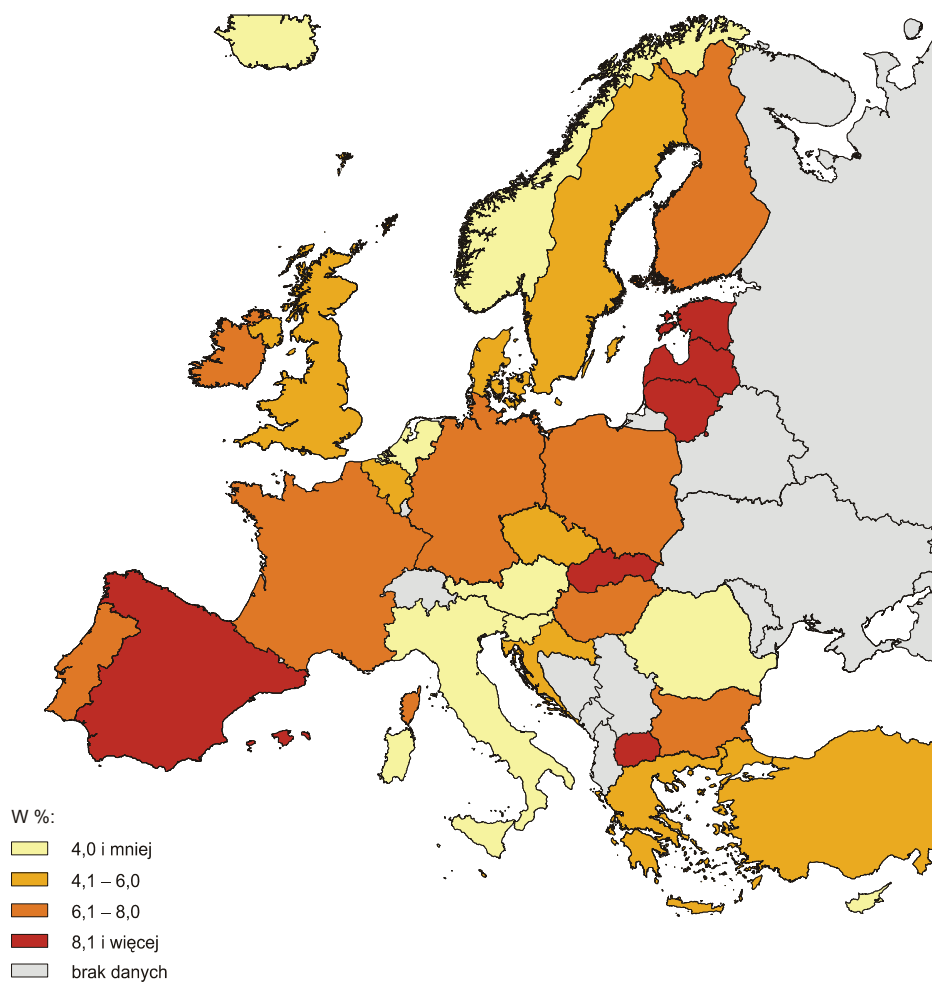 W %:
4,0 i mniej
4,1 – 6,0
6,1 – 8,0
8,1 i więcej
brak danych